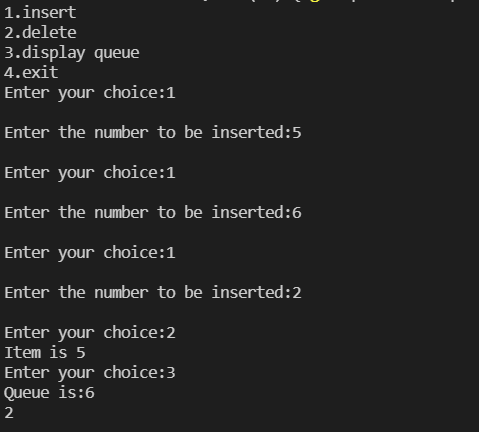 1.insert
2.delete
3.display queue
4.exit
Enter your choice:1
Enter the number to be inserted:5
Enter your choice:1
Enter the number to be inserted:6
Enter your choice:1
Enter the number to be inserted:2
Enter your choice:2
Item is 5
Enter your choice:3
Queue is:6
2